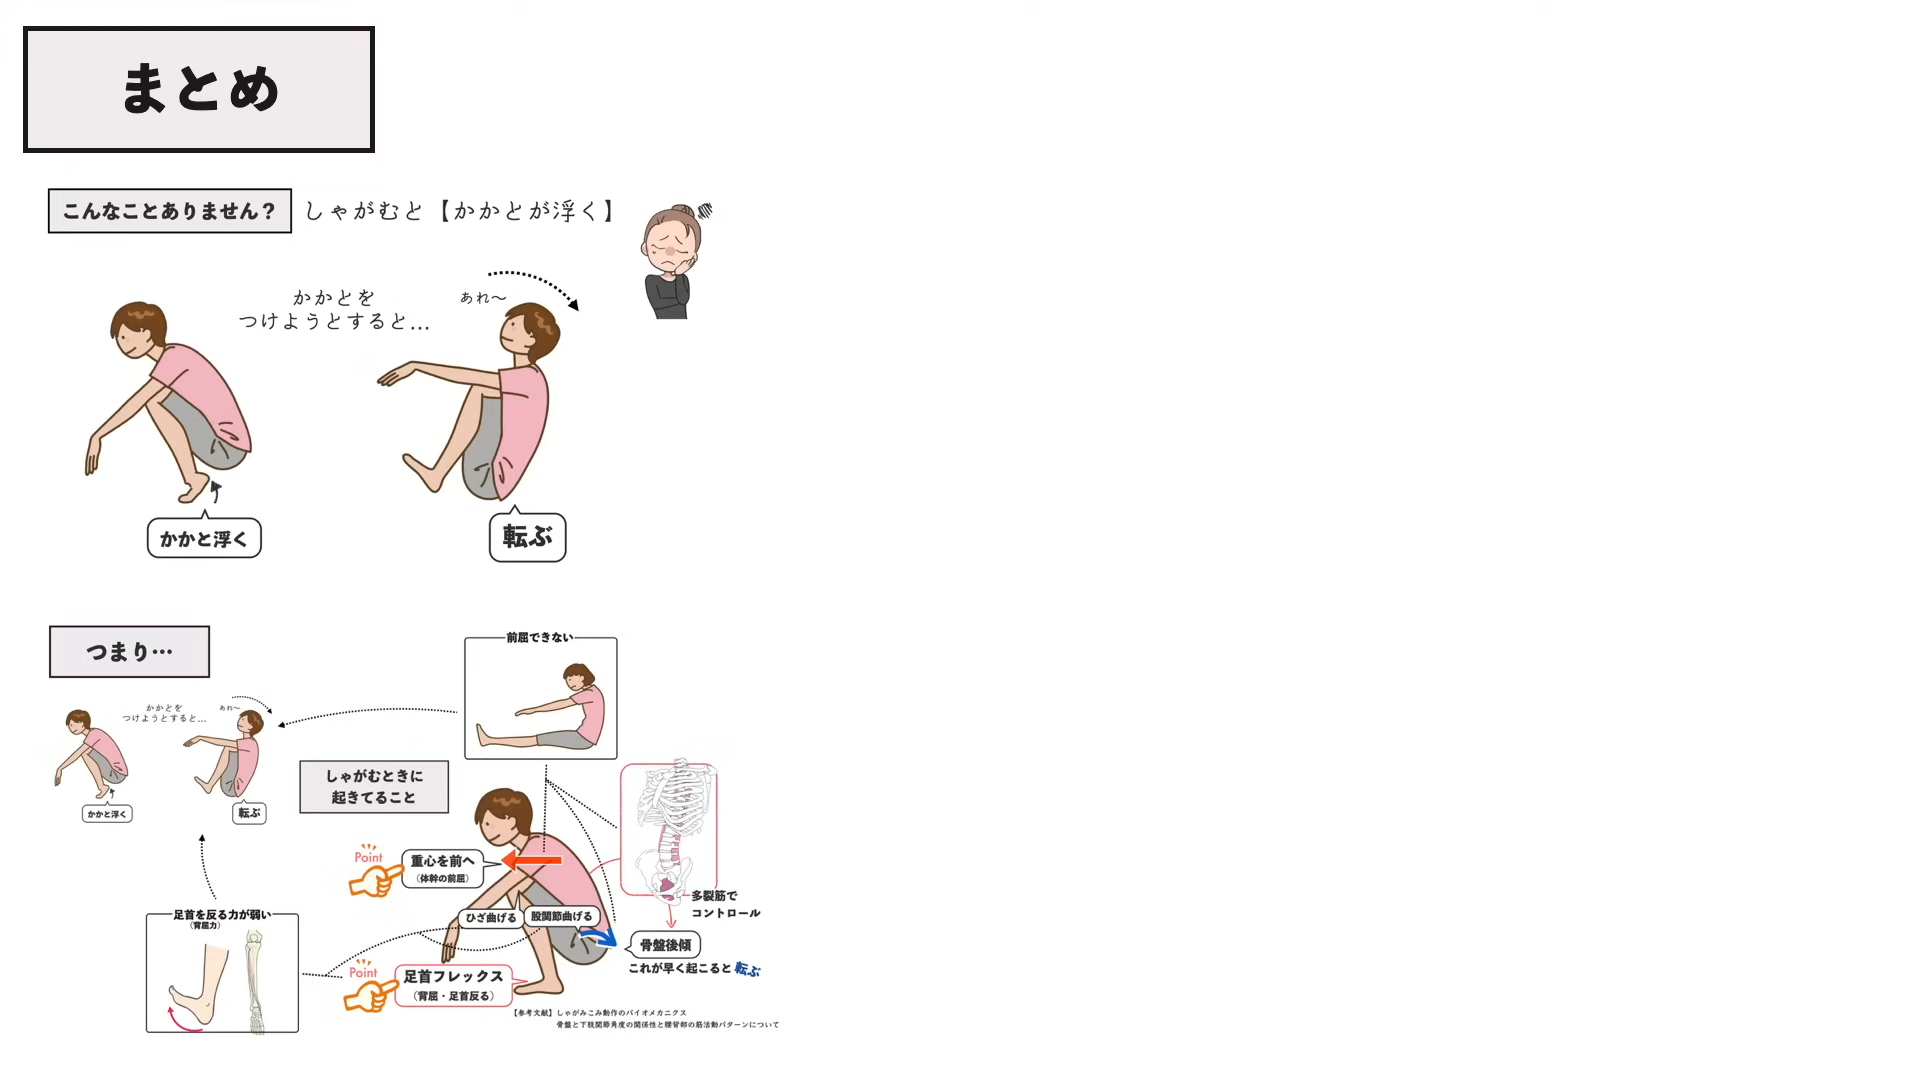 まとめ
こんなことありません？
しゃがむと【かかとが浮く】
かかとを
つけようとすると…
あれ〜
かかと浮く
転ぶ
つまり…
かかとを
つけようとすると…
あれ〜
かかと浮く
転ぶ
前屈できない
しゃがむときに
起きてること
Point
重心を前へ
（体幹の前屈）
ひざ曲げる
股関節曲げる
多裂筋で
コントロール
骨盤後傾
これが早く起こると転ぶ
足首を反る力が弱い
（背屈力）
Point
足首フレックス
（背屈・足首反る）
【参考文献】しゃがみこみ動作のバイオメカニクス
骨盤と下肢関節角度の関係性と腰背部の筋活動パターンについて